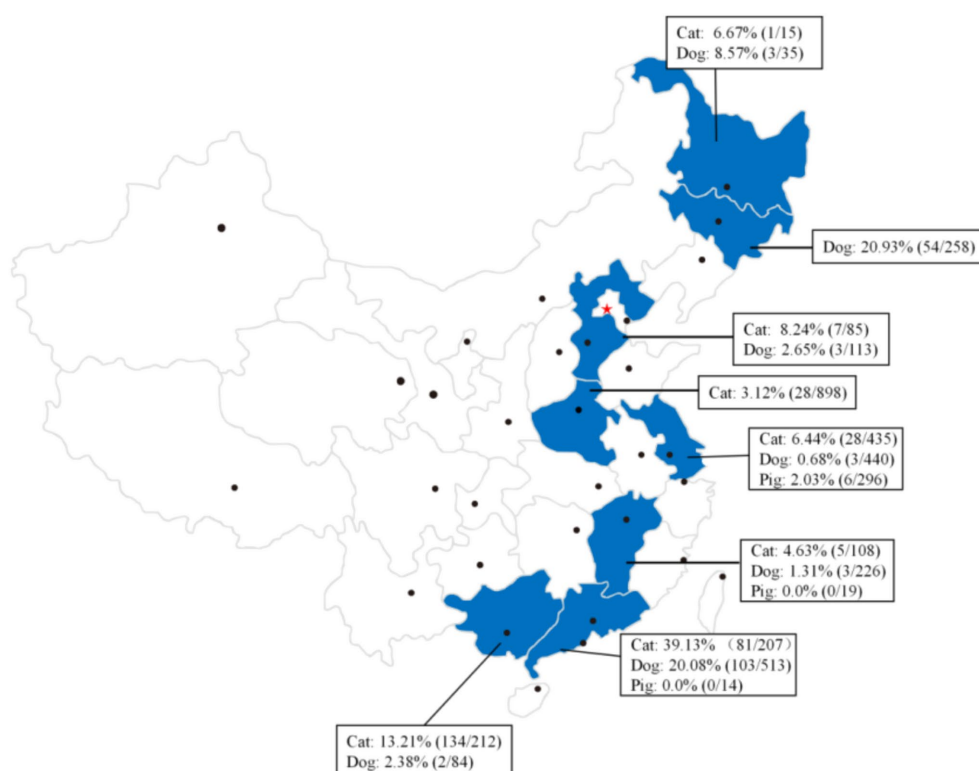 Cat: 6.67% (1/15)
Dog: 8.57% (3/35)
Dog: 20.93% (54/258)
Cat: 8.24% (7/85)
Dog: 2.65% (3/113)
Cat: 3.12% (28/898)
Cat: 6.44% (28/435)
Dog: 0.68% (3/440)
Pig: 2.03% (6/296)
Cat: 4.63% (5/108)
Dog: 1.31% (3/226)
Pig: 0.0% (0/19)
Cat: 39.13% （81/207）
Dog: 20.08% (103/513)
Pig: 0.0% (0/14)
Cat: 13.21% (134/212)
Dog: 2.38% (2/84)